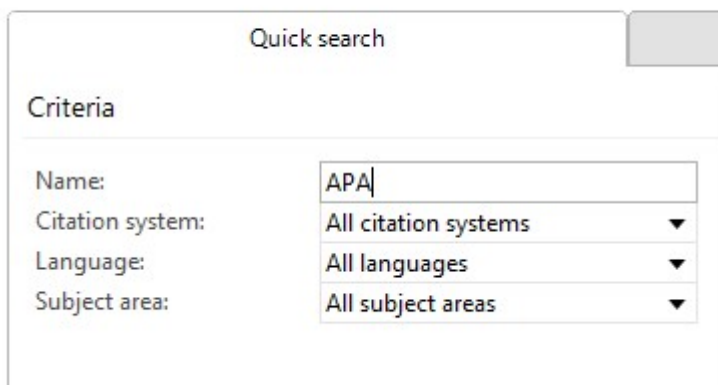 Quick search
Criteria
Name: APA
Citation system: All citation systems
Language: All languages
Subject area: All subject areas